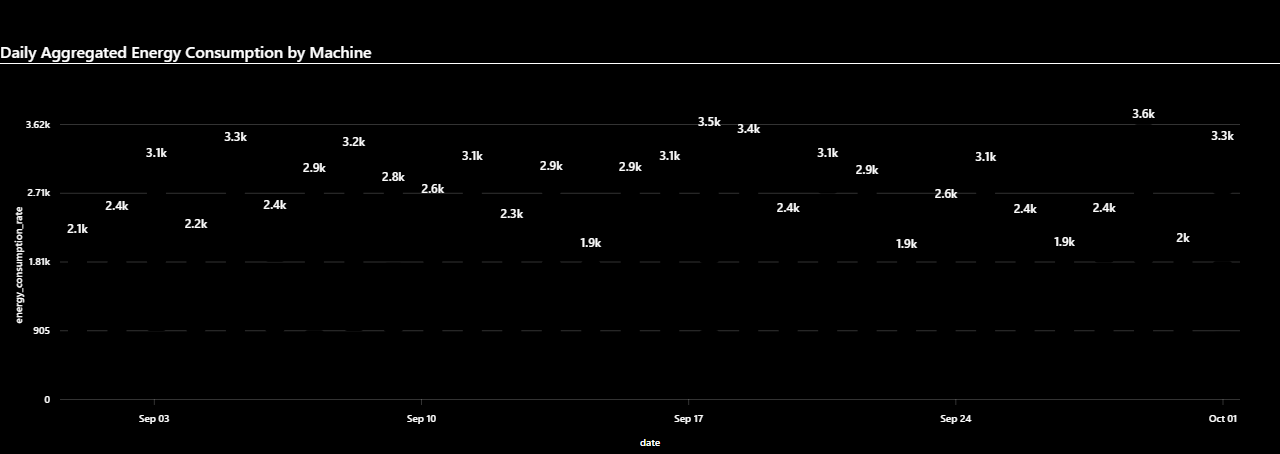 Daily Aggregated Energy Consumption by Machine
3.62k
2.71k
1.81k
905
0
energy_consumption_rate
2.1k
2.4k
3.1k
2.2k
3.3k
2.4k
2.9k
3.2k
2.8k
2.6k
3.1k
2.3k
2.9k
1.9k
2.9k
3.1k
3.5k
3.4k
2.4k
3.1k
2.9k
1.9k
2.6k
3.1k
2.4k
1.9k
2.4k
3.6k
2k
3.3k
Sep 03
Sep 10
Sep 17
Sep 24
Oct 01
date